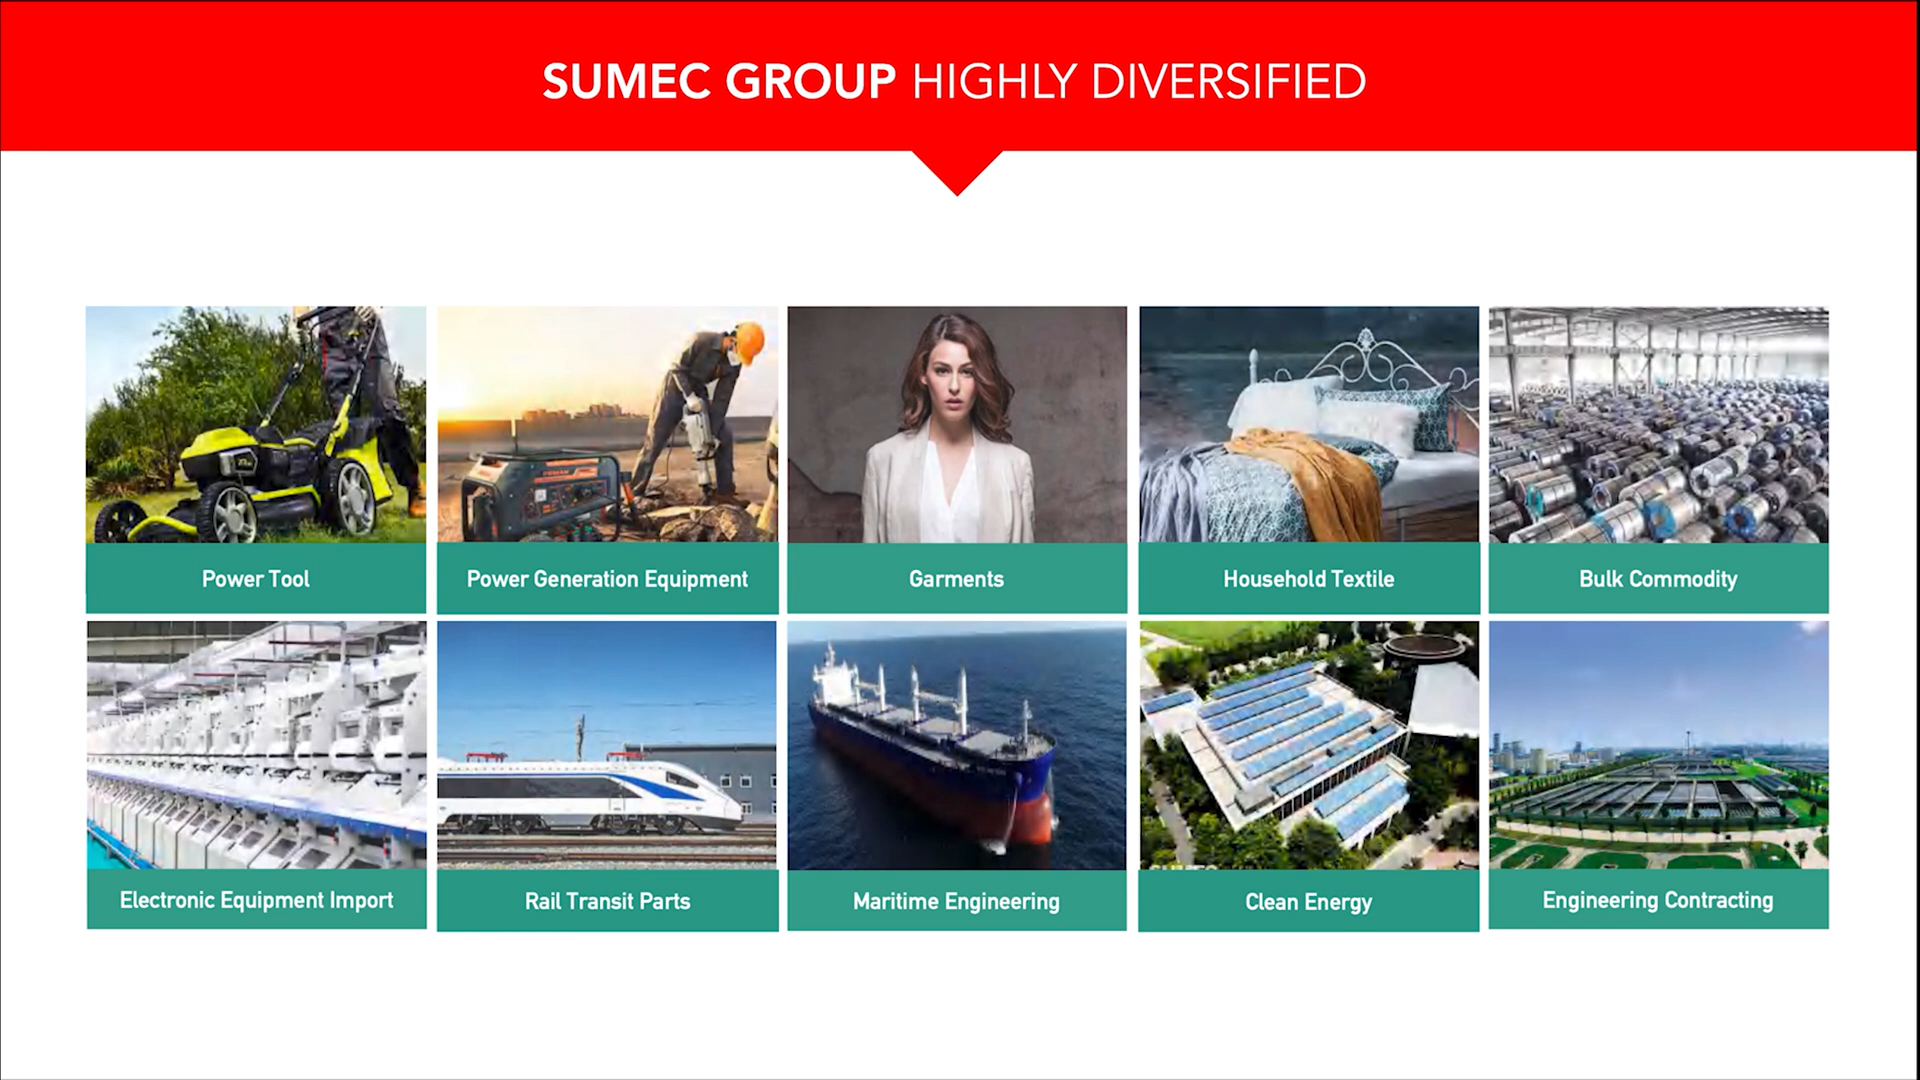 SUMEC GROUP HIGHLY DIVERSIFIED
Power Tool
Power Generation Equipment
Garments
Household Textile
Bulk Commodity
Electronic Equipment Import
Rail Transit Parts
Maritime Engineering
Clean Energy
Engineering Contracting